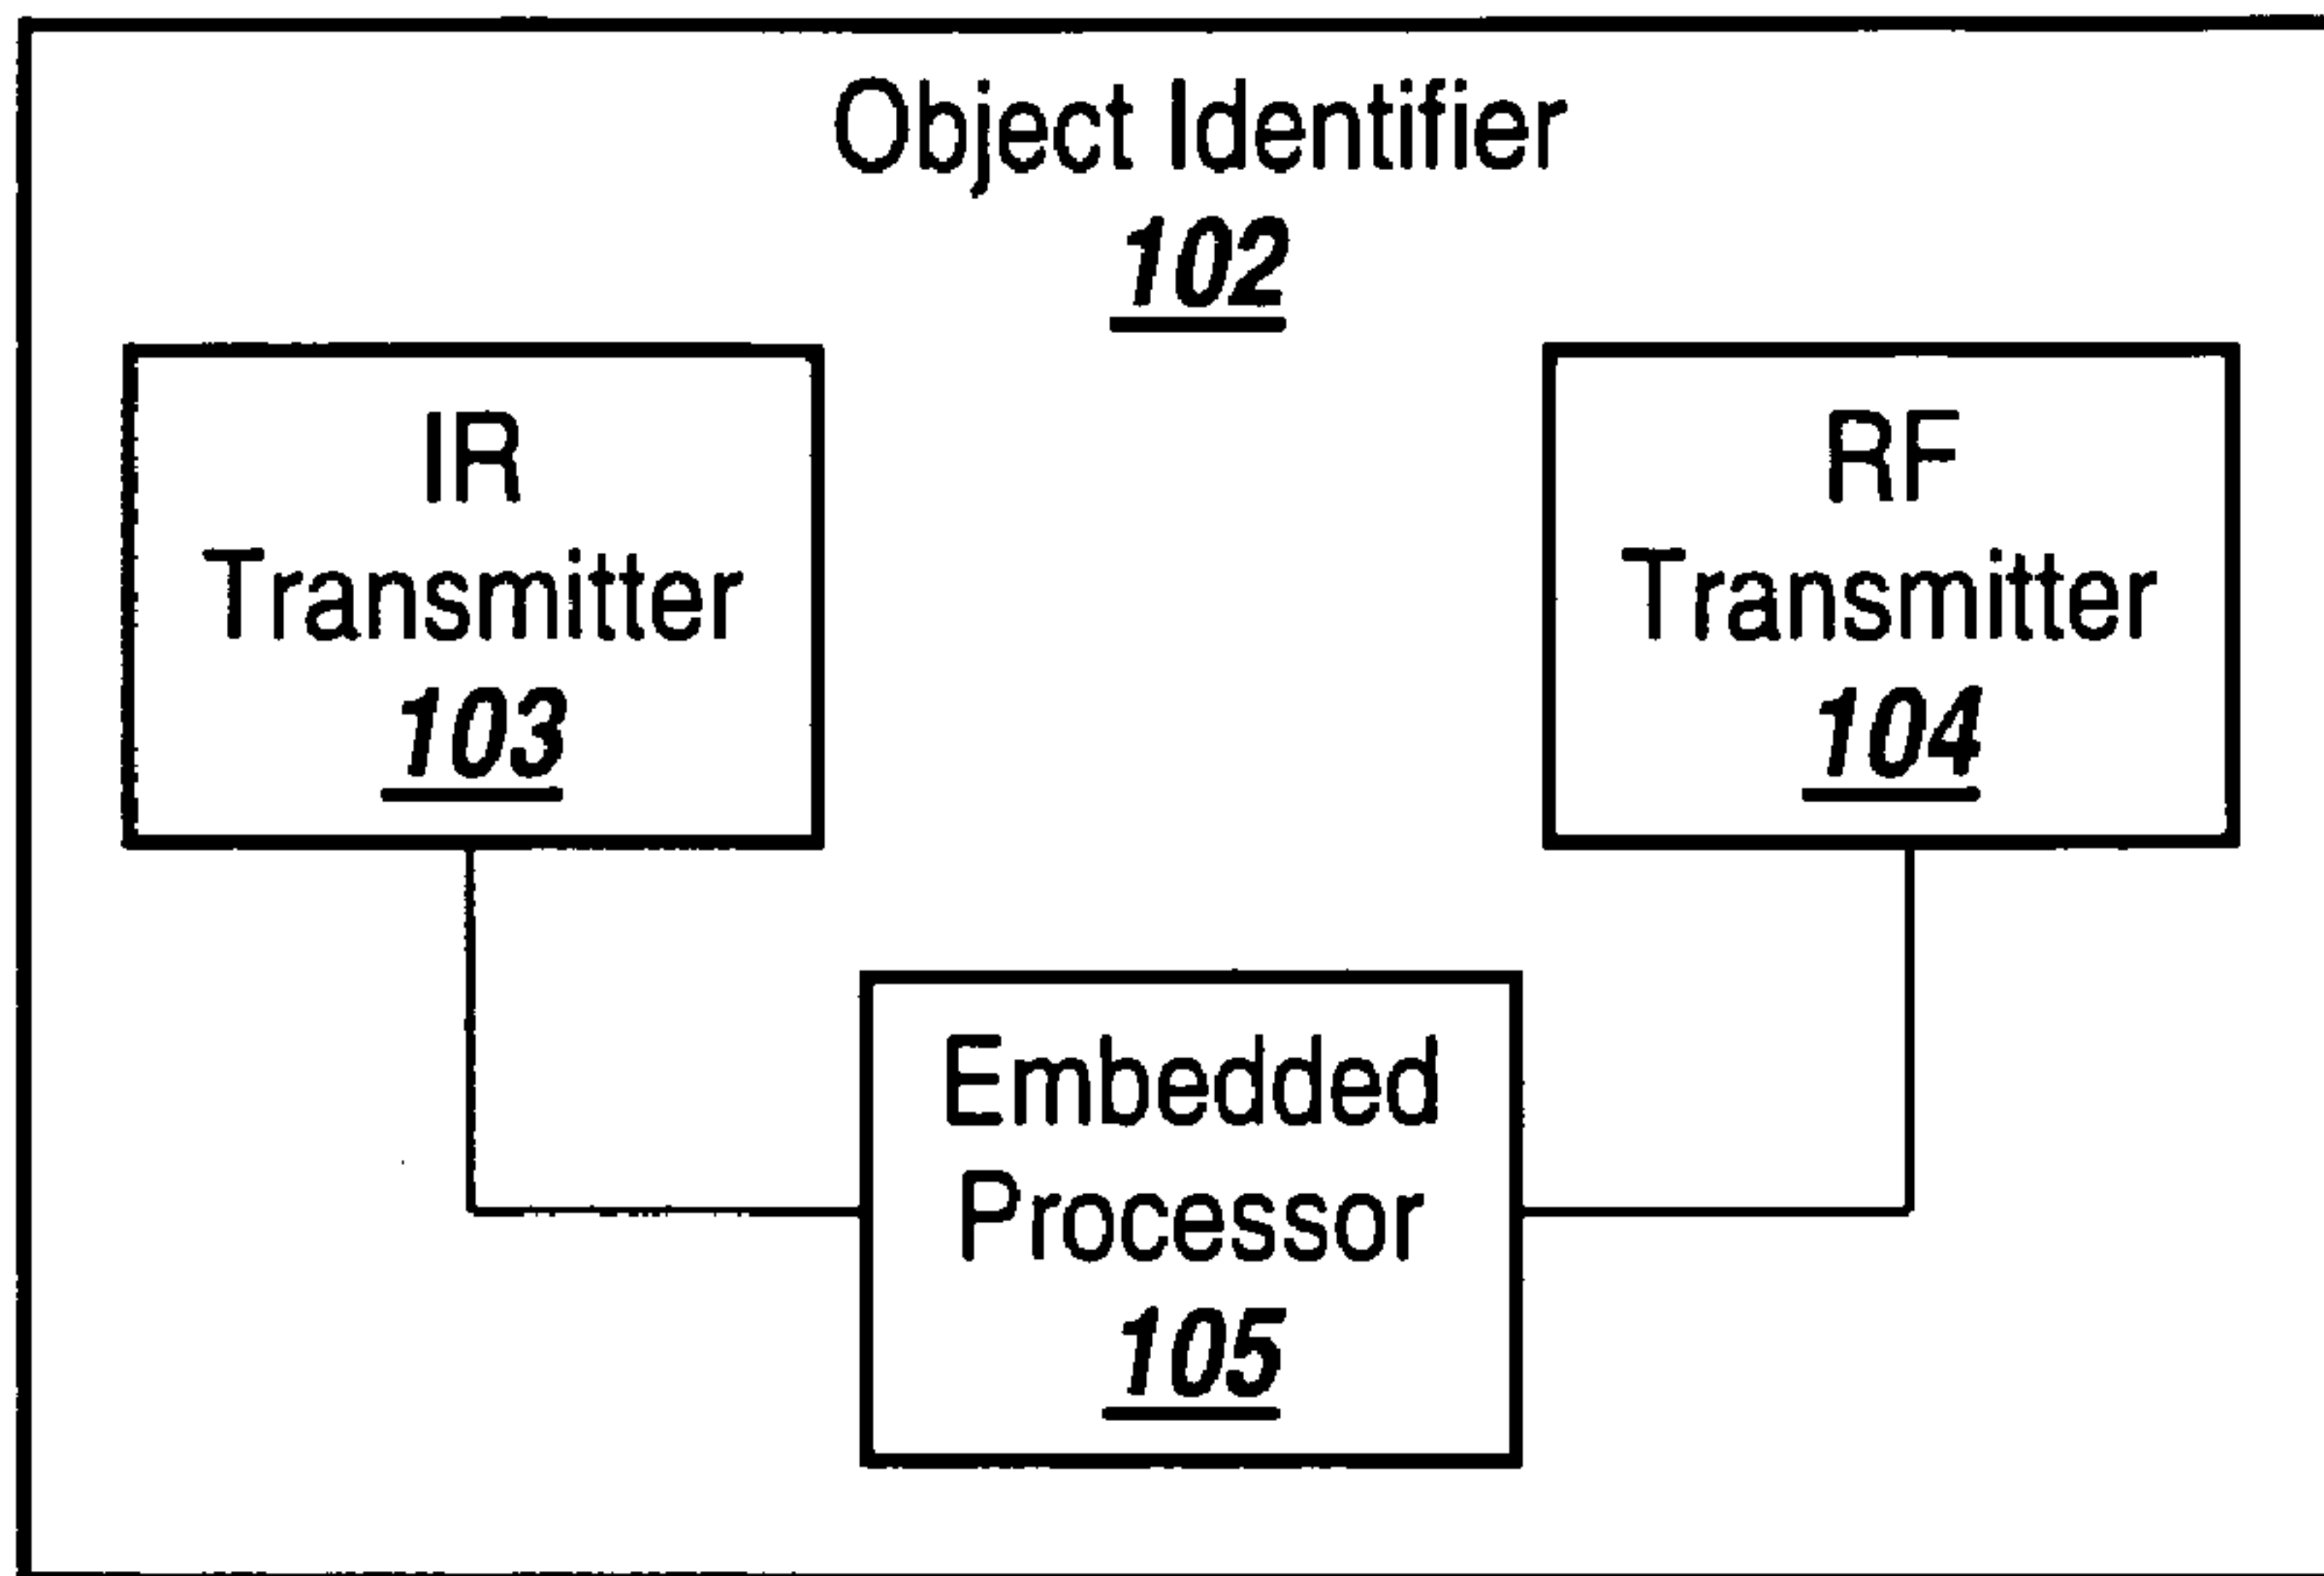 Object Identifier
102
IR
Transmitter
103
RF
Transmitter
104
Embedded
Processor
105